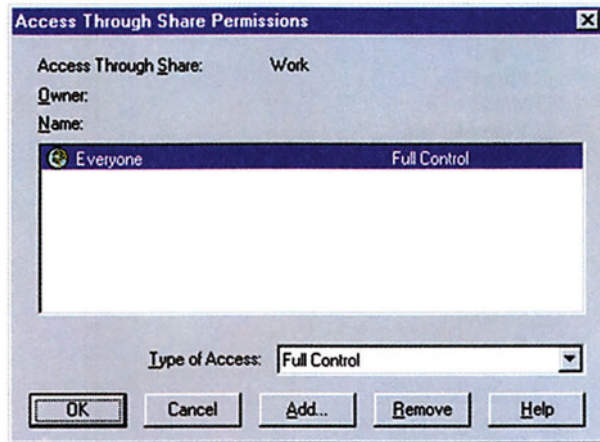 Access Through Share Permissions
Access Through Share: Work
Owner:
Name:
Everyone Full Control
Type of Access: Full Control
OK Cancel Add... Remove Help